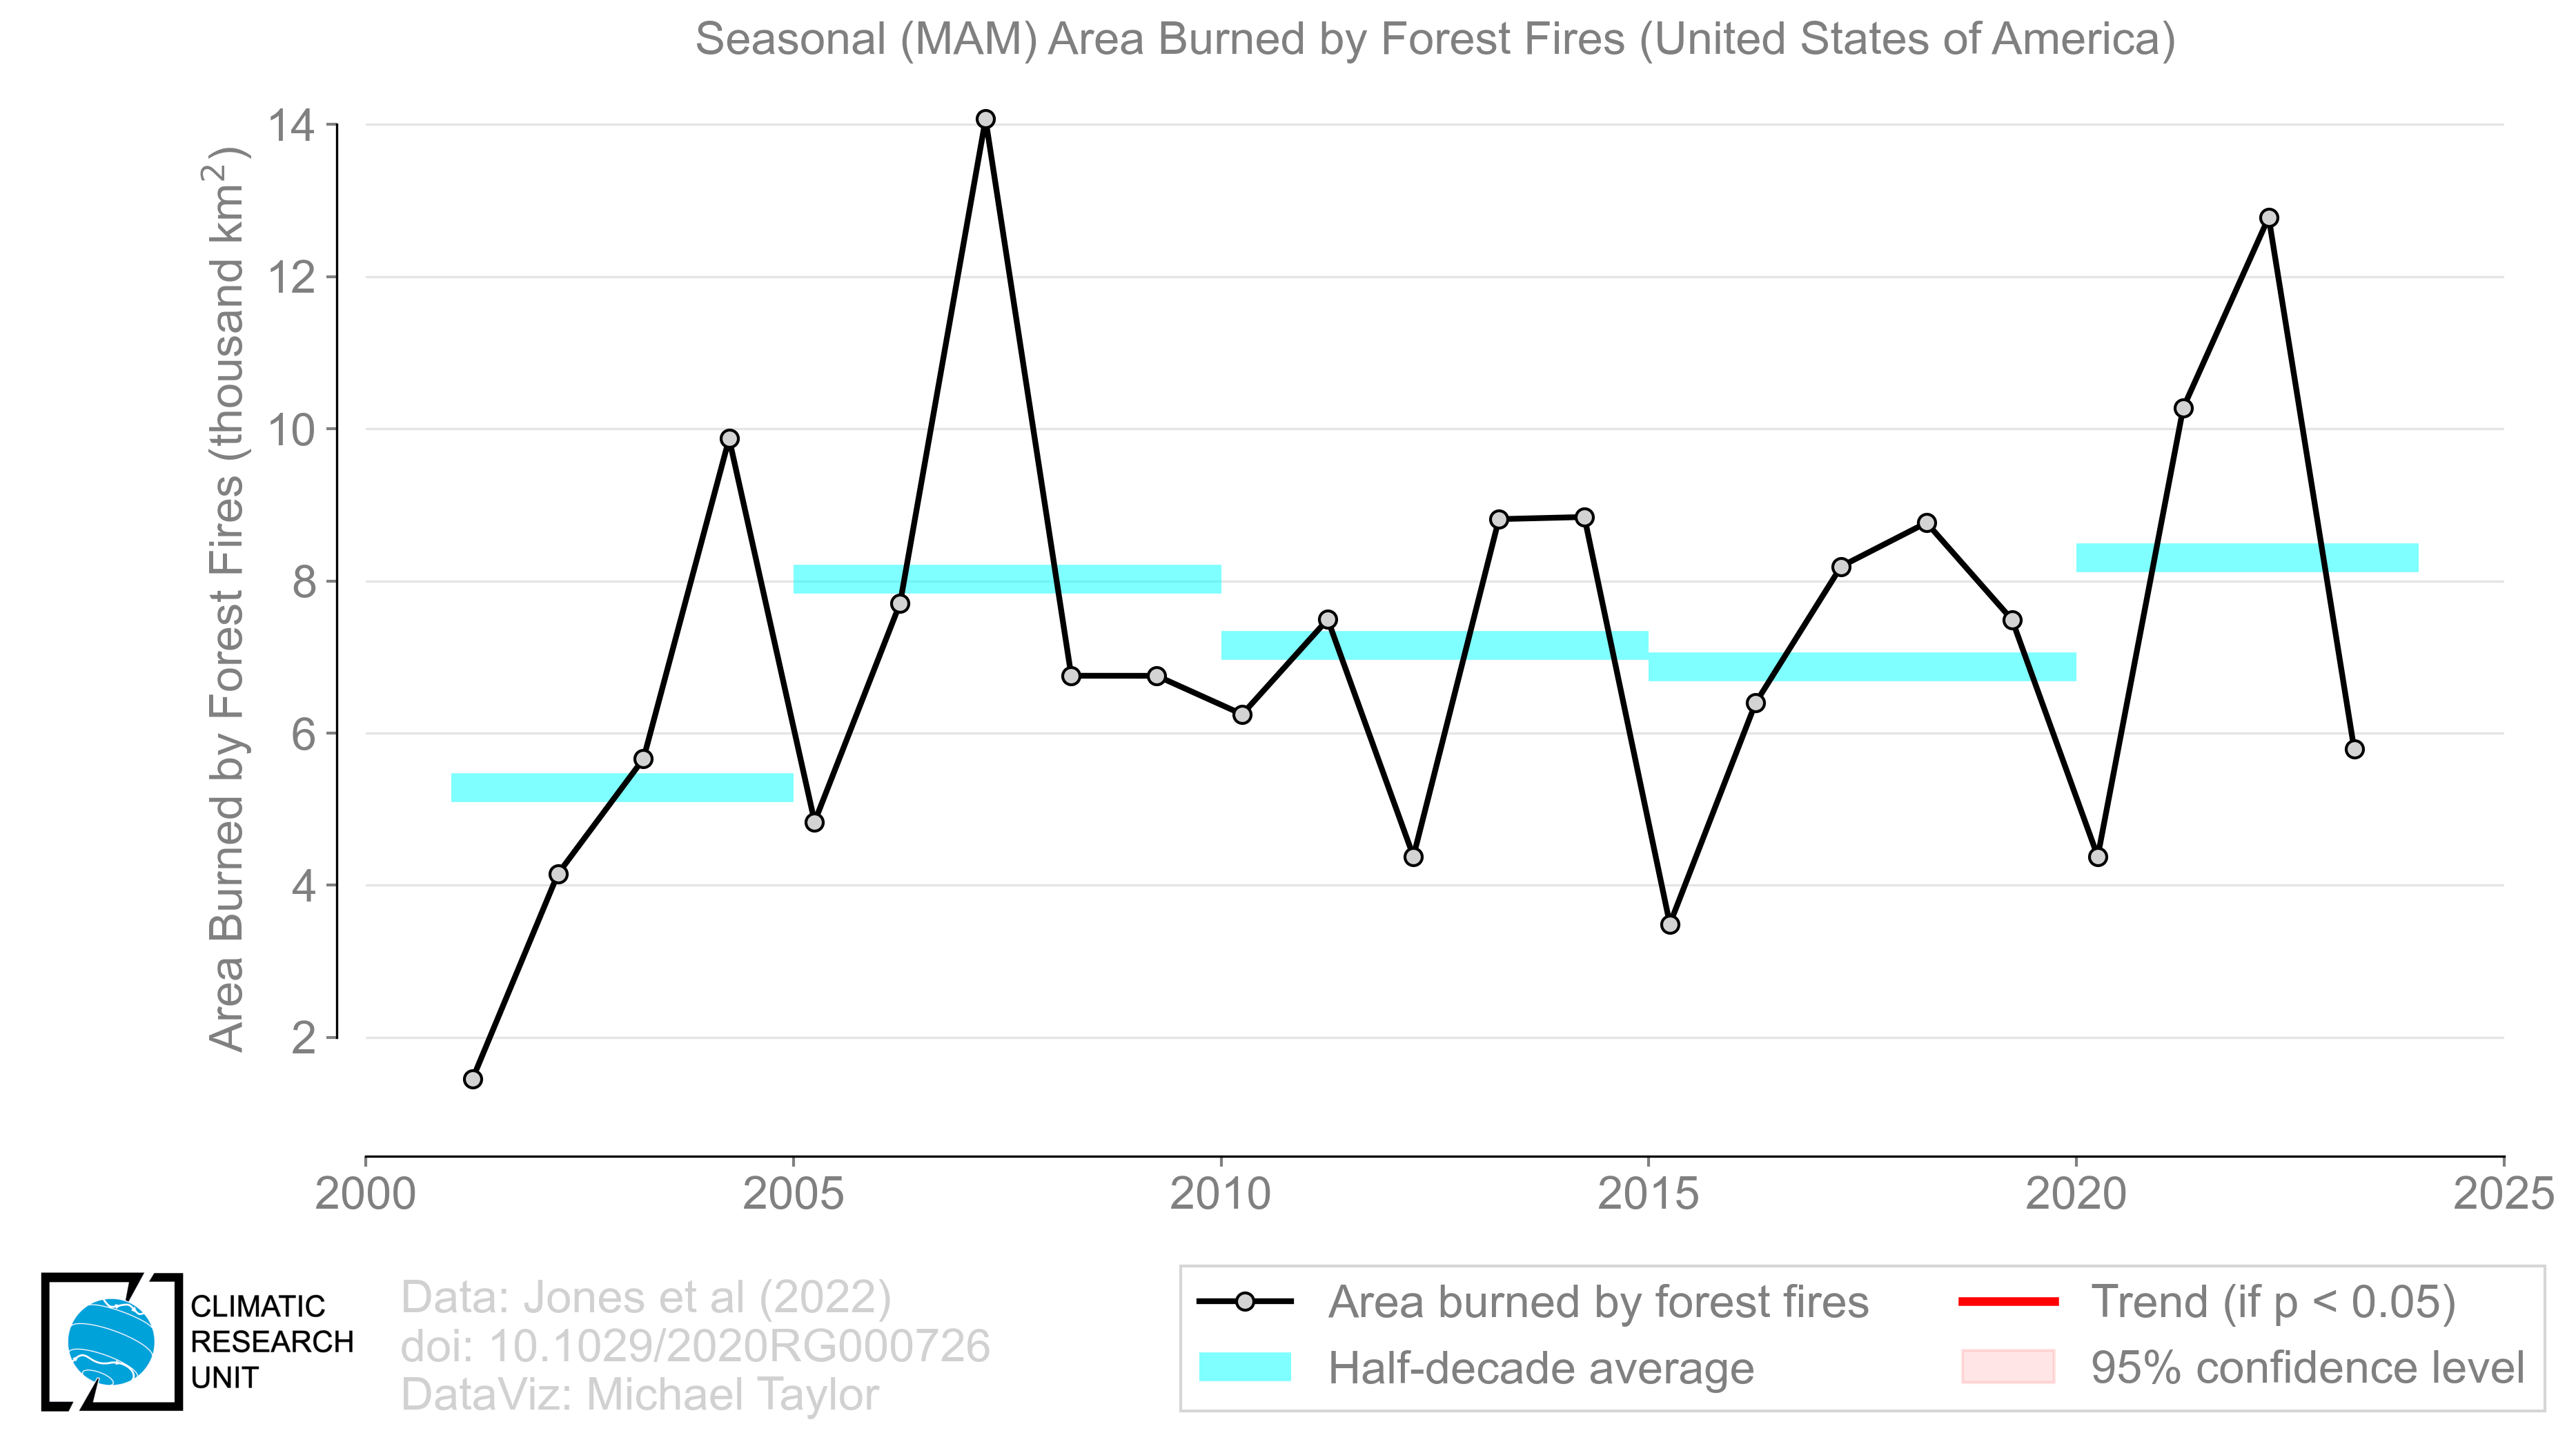 Seasonal (MAM) Area Burned by Forest Fires (United States of America)
Area Burned by Forest Fires (thousand km²)
14
12
10
8
6
4
2
2000 2005 2010 2015 2020 2025
CLIMATIC
RESEARCH
UNIT
Data: Jones et al (2022)
doi: 10.1029/2020RG000726
DataViz: Michael Taylor
Area burned by forest fires
Half-decade average
Trend (if p < 0.05)
95% confidence level